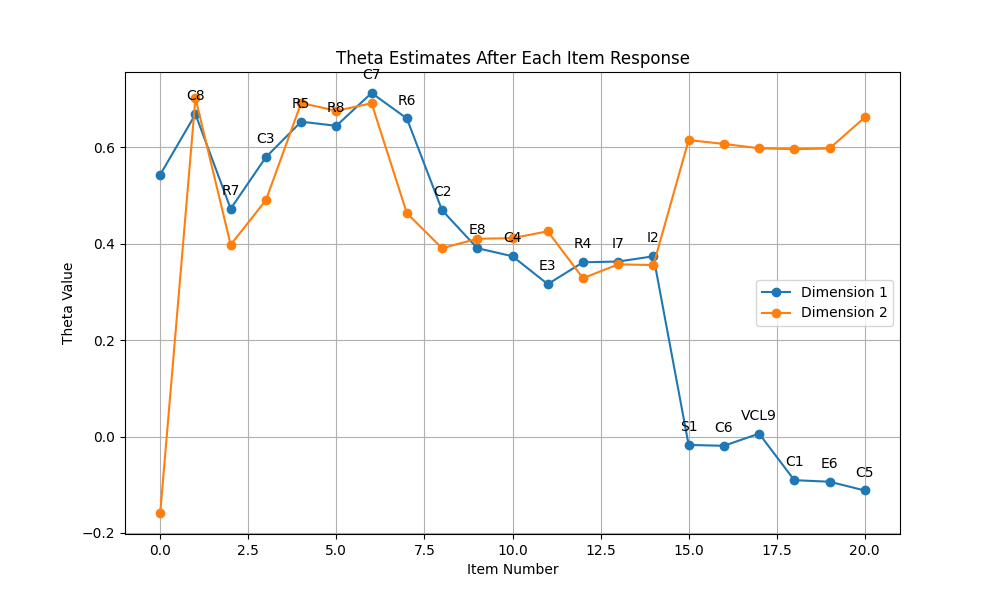 Theta Estimates After Each Item Response
Theta Value
0.6
0.4
0.2
0.0
−0.2
C8
R7
C3
R5
R8
C7
R6
C2
E8
C4
E3
R4
I7
I2
S1
C6
VCL9
C1
E6
C5
Dimension 1
Dimension 2
0.0 2.5 5.0 7.5 10.0 12.5 15.0 17.5 20.0
Item Number